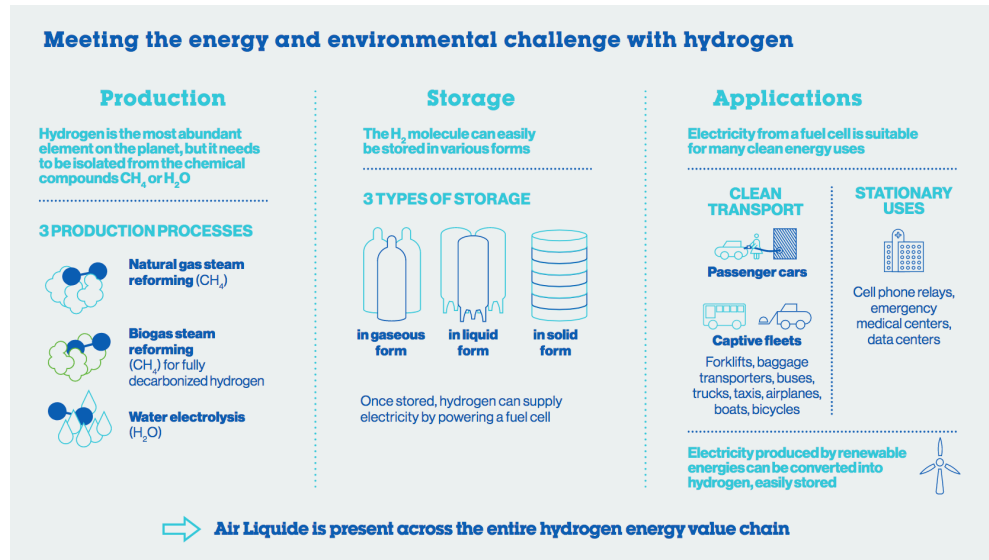 Meeting the energy and environmental challenge with hydrogen
Production
Hydrogen is the most abundant
element on the planet, but it needs
to be isolated from the chemical
compounds CH₄ or H₂O
3 PRODUCTION PROCESSES
Natural gas steam
reforming (CH₄)
Biogas steam
reforming
(CH₄) for fully
decarbonized hydrogen
Water electrolysis
(H₂O)
Storage
The H₂ molecule can easily
be stored in various forms
3 TYPES OF STORAGE
in gaseous
form
in liquid
form
in solid
form
Once stored, hydrogen can supply
electricity by powering a fuel cell
Applications
Electricity from a fuel cell is suitable
for many clean energy uses
CLEAN
TRANSPORT
Passenger cars
Captive fleets
Forklifts, baggage
transporters, buses,
trucks, taxis, airplanes,
boats, bicycles
STATIONARY
USES
Cell phone relays,
emergency
medical centers,
data centers
Electricity produced by renewable
energies can be converted into
hydrogen, easily stored
Air Liquide is present across the entire hydrogen energy value chain